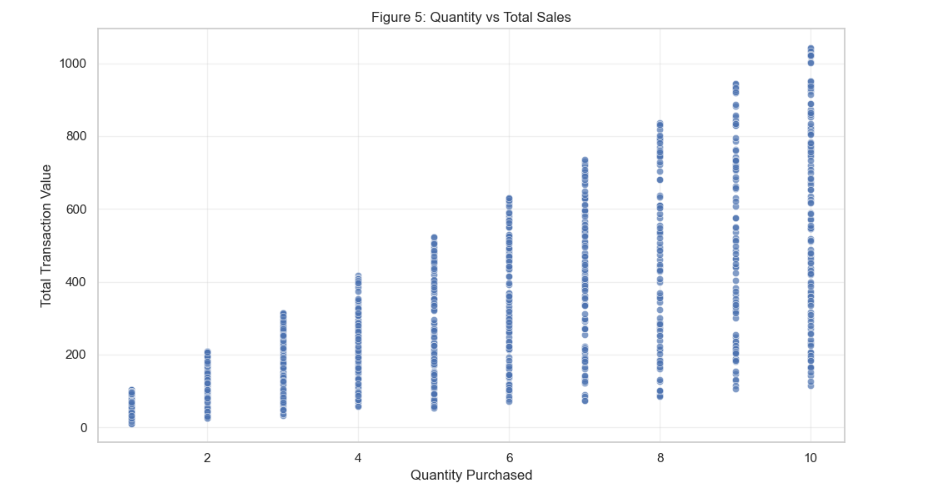 Figure 5: Quantity vs Total Sales
1000
800
600
400
200
0
Total Transaction Value
2 4 6 8 10
Quantity Purchased